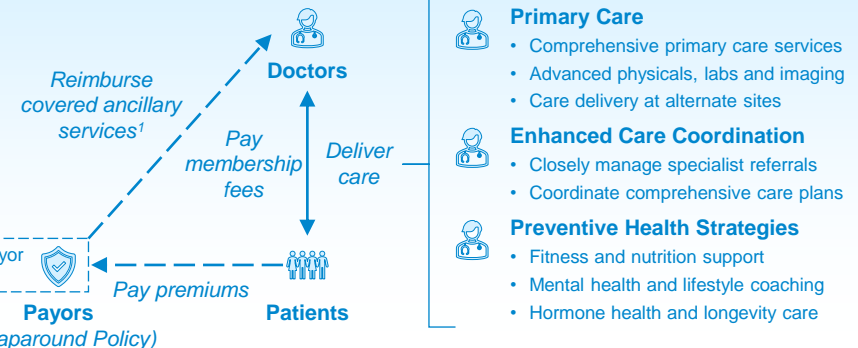 Reimburse
covered ancillary
services¹
Doctors
Pay
membership
fees
Deliver
care
Pay premiums
Payors
Patients
Policy)
Primary Care
• Comprehensive primary care services
• Advanced physicals, labs and imaging
• Care delivery at alternate sites
Enhanced Care Coordination
• Closely manage specialist referrals
• Coordinate comprehensive care plans
Preventive Health Strategies
• Fitness and nutrition support
• Mental health and lifestyle coaching
• Hormone health and longevity care